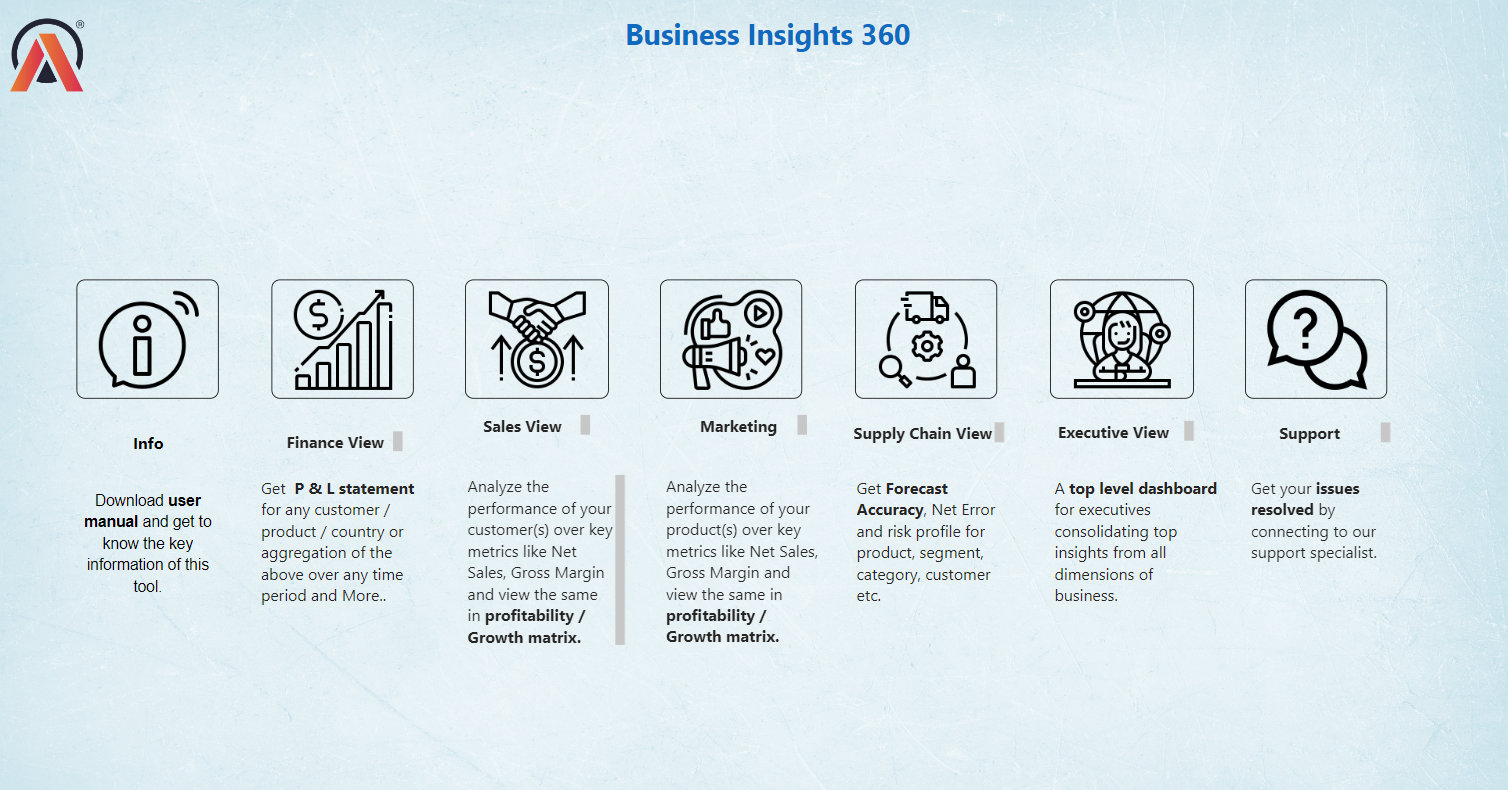 ®
Business Insights 360
Info
Download user
manual and get to
know the key
information of this
tool.
Finance View
Get P & L statement
for any customer /
product / country or
aggregation of the
above over any time
period and More..
Sales View
Analyze the
performance of your
customer(s) over key
metrics like Net
Sales, Gross Margin
and view the same
in profitability /
Growth matrix.
Marketing
Analyze the
performance of your
product(s) over key
metrics like Net Sales,
Gross Margin and
view the same in
profitability /
Growth matrix.
Supply Chain View
Get Forecast
Accuracy, Net Error
and risk profile for
product, segment,
category, customer
etc.
Executive View
A top level dashboard
for executives
consolidating top
insights from all
dimensions of
business.
Support
Get your issues
resolved by
connecting to our
support specialist.